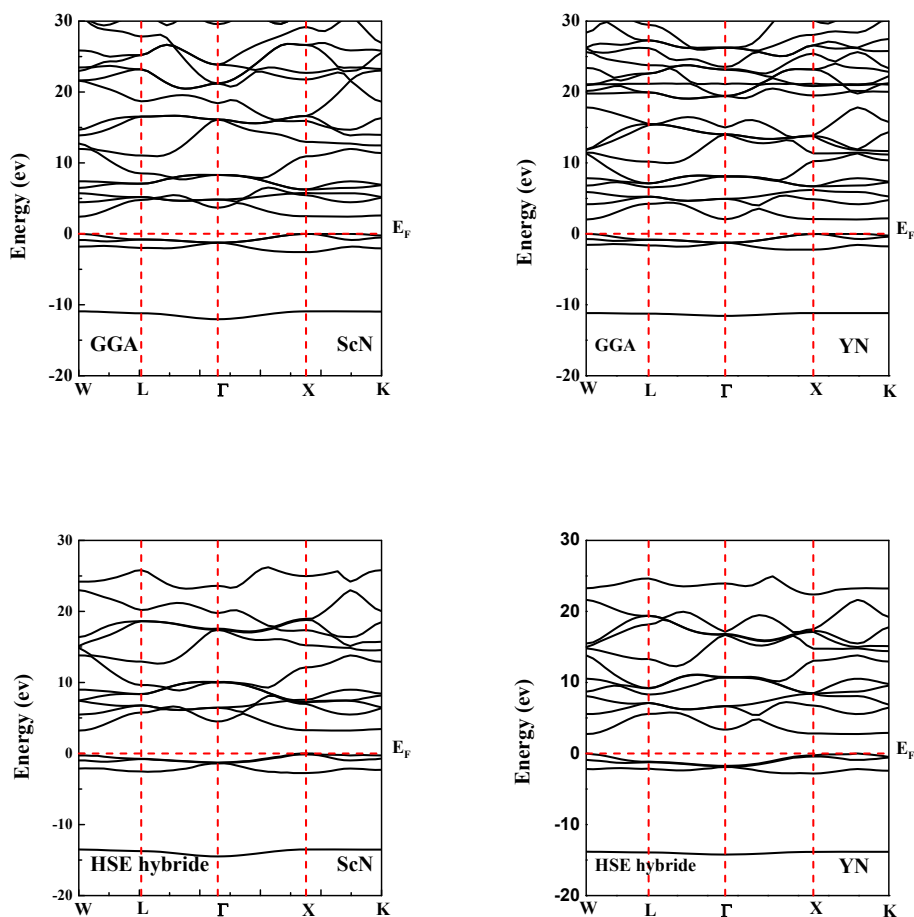 30
20
10
0
-10
-20
Energy (ev)
E_F
GGA
ScN
W L Γ X K
30
20
10
0
-10
-20
Energy (ev)
E_F
GGA
YN
W L Γ X K
30
20
10
0
-10
-20
Energy (ev)
E_F
HSE hybride
ScN
W L Γ X K
30
20
10
0
-10
-20
Energy (ev)
E_F
HSE hybride
YN
W L Γ X K